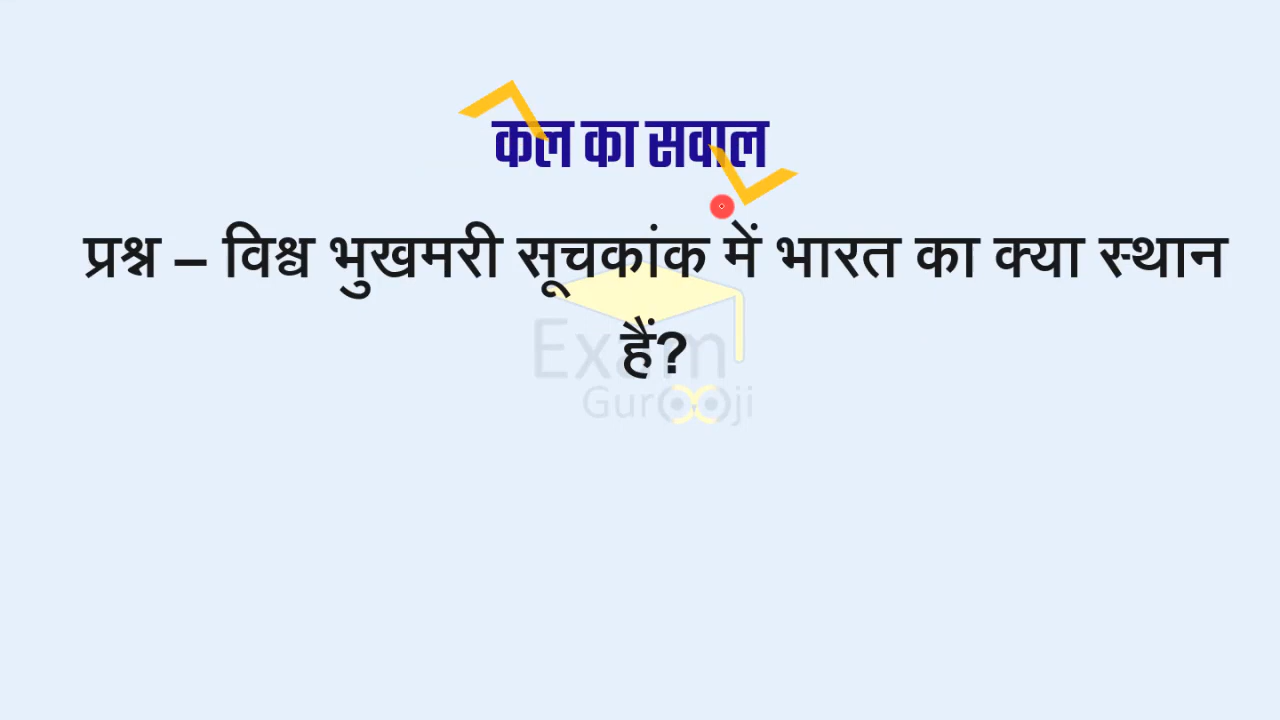 कल का सवाल
प्रश्न – विश्व भुखमरी सूचकांक में भारत का क्या स्थान
हैं?
Exam
Gurooji